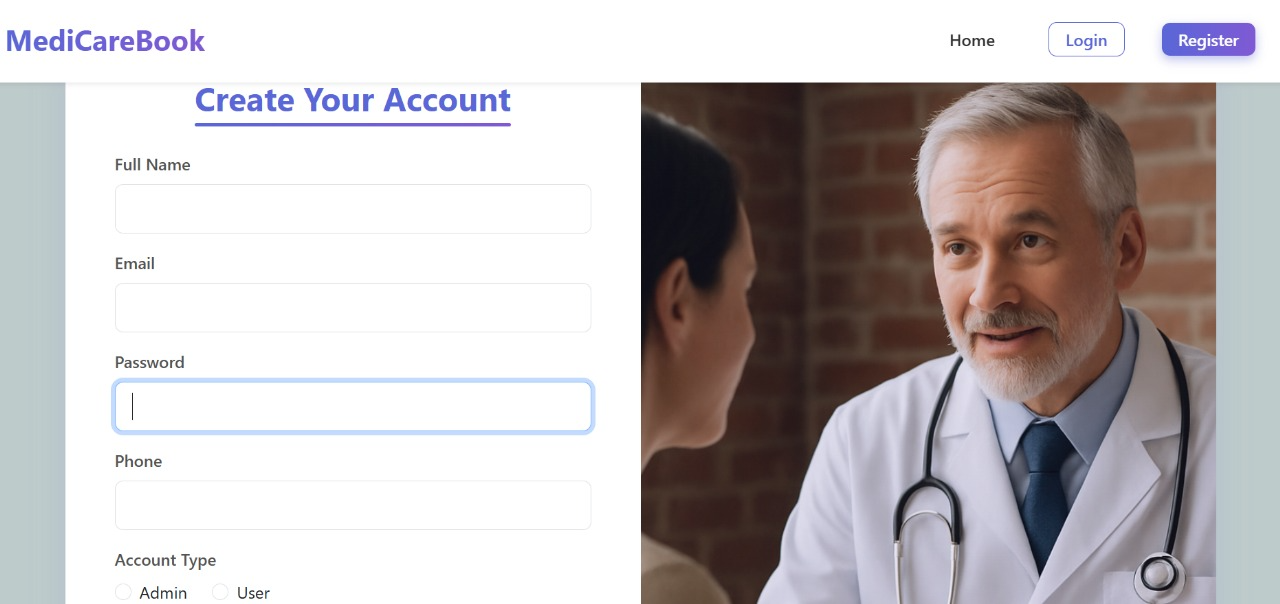 MediCareBook
Home
Login
Register
Create Your Account
Full Name
Email
Password
Phone
Account Type
Admin
User